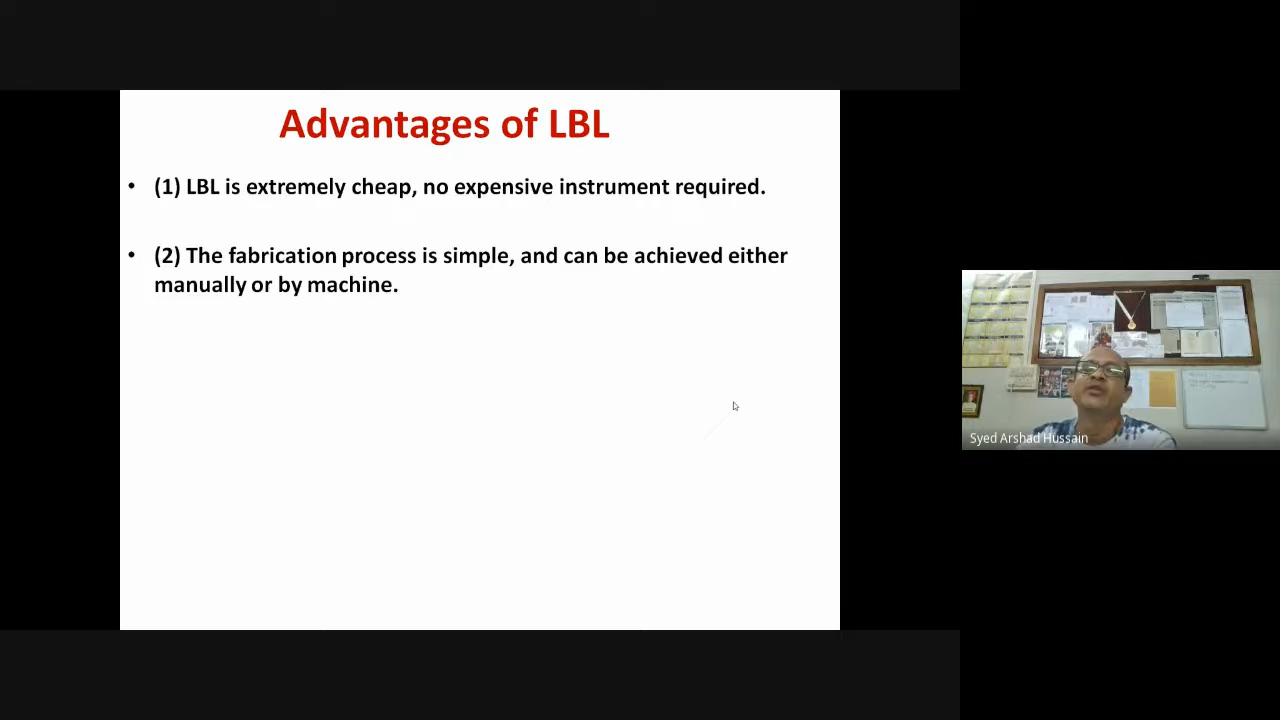 Advantages of LBL
• (1) LBL is extremely cheap, no expensive instrument required.
• (2) The fabrication process is simple, and can be achieved either
manually or by machine.
Syed Arshad Hussain